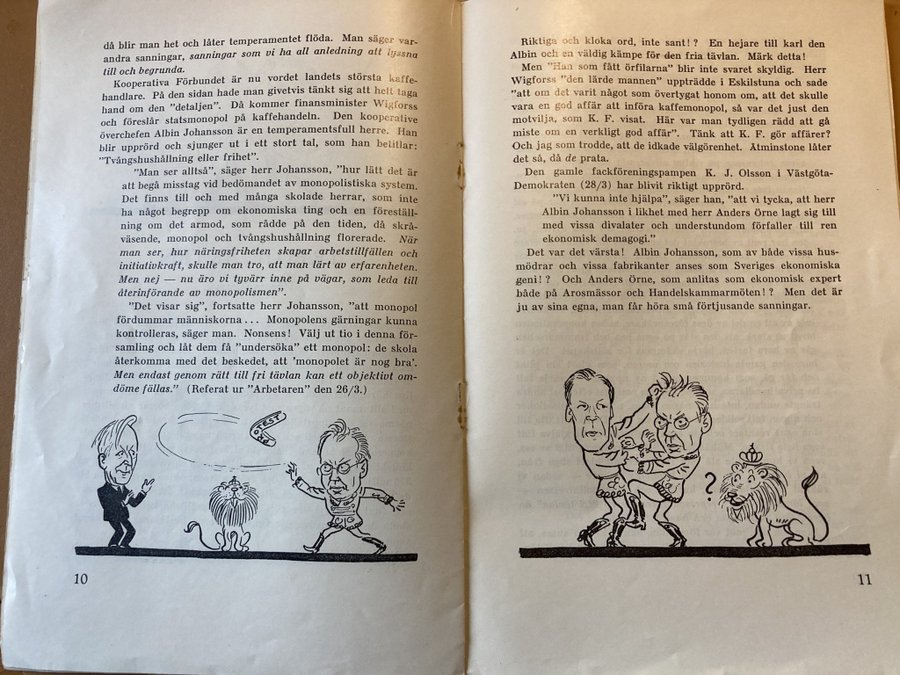 då blir man het och låter temperamentet flöda. Man säger var-
andra sanningar, sanningar som vi ha all anledning att lyssna
till och begrunda.
Kooperativa Förbundet är nu vordet landets största kaffe-
handlare. På den sidan hade man givetvis tänkt sig att helt taga
hand om den "detaljen". Då kommer finansminister Wigforss
och föreslår statsmonopol på kaffehandeln. Den kooperative
överchefen Albin Johansson är en temperamentsfull herre. Han
blir upprörd och sjunger ut i ett stort tal, som han betitlar:
"Tvångshushållning eller frihet".
"Man ser alltså", säger herr Johansson, "hur lätt det är
att begå misstag vid bedömandet av monopolistiska system.
Det finns till och med många skolade herrar, som inte
ha något begrepp om ekonomiska ting och en föreställ-
ning om det armod, som rådde på den tiden, då skrå-
väsende, monopol och tvångshushållning florerade. När
man ser, hur näringsfriheten skapar arbetstillfällen och
initiativkraft, skulle man tro, att man lärt av erfarenheten.
Men nej — nu äro vi tyvärr inne på vägar, som leda till
återinförande av monopolismen".
"Det visar sig", fortsatte herr Johansson, "att monopol
fördummar människorna... Monopolens gärningar kunna
kontrolleras, säger man. Nonsens! Välj ut tio i denna för-
samling och låt dem få "undersöka" ett monopol: de skola
återkomma med det beskedet, att 'monopolet är nog bra'.
Men endast genom rätt till fri tävlan kan ett objektivt om-
döme fällas." (Referat ur "Arbetaren" den 26/3.)
10
Riktiga och kloka ord, inte sant!? En hejare till karl den
Albin och en väldig kämpe för den fria tävlan. Märk detta!
Men "Han som fått örfilarna" blir inte svaret skyldig. Herr
Wigforss "den lärde mannen" uppträdde i Eskilstuna och sade
"att om det varit något som övertygat honom om, att det skulle
vara en god affär att införa kaffemonopol, så var det just den
motvilja, som K. F. visat. Här var man tydligen rädd att gå
miste om en verkligt god affär". Tänk att K. F. gör affärer?
Och jag som trodde, att de idkade välgörenhet. Åtminstone låter
det så, då de prata.
Den gamle fackföreningspampen K. J. Olsson i Västgöta-
Demokraten (28/3) har blivit riktigt upprörd.
"Vi kunna inte hjälpa", säger han, "att vi tycka, att herr
Albin Johansson i likhet med herr Anders Örne lagt sig till
med vissa divalater och understundom förfaller till ren
ekonomisk demagogi."
Det var det värsta! Albin Johansson, som av både vissa hus-
mödrar och vissa fabrikanter anses som Sveriges ekonomiska
geni!? Och Anders Örne, som anlitas som ekonomisk expert
både på Arosmässor och Handelskammarmöten!? Men det är
ju av sina egna, man får höra små förtjusande sanningar.
?
11